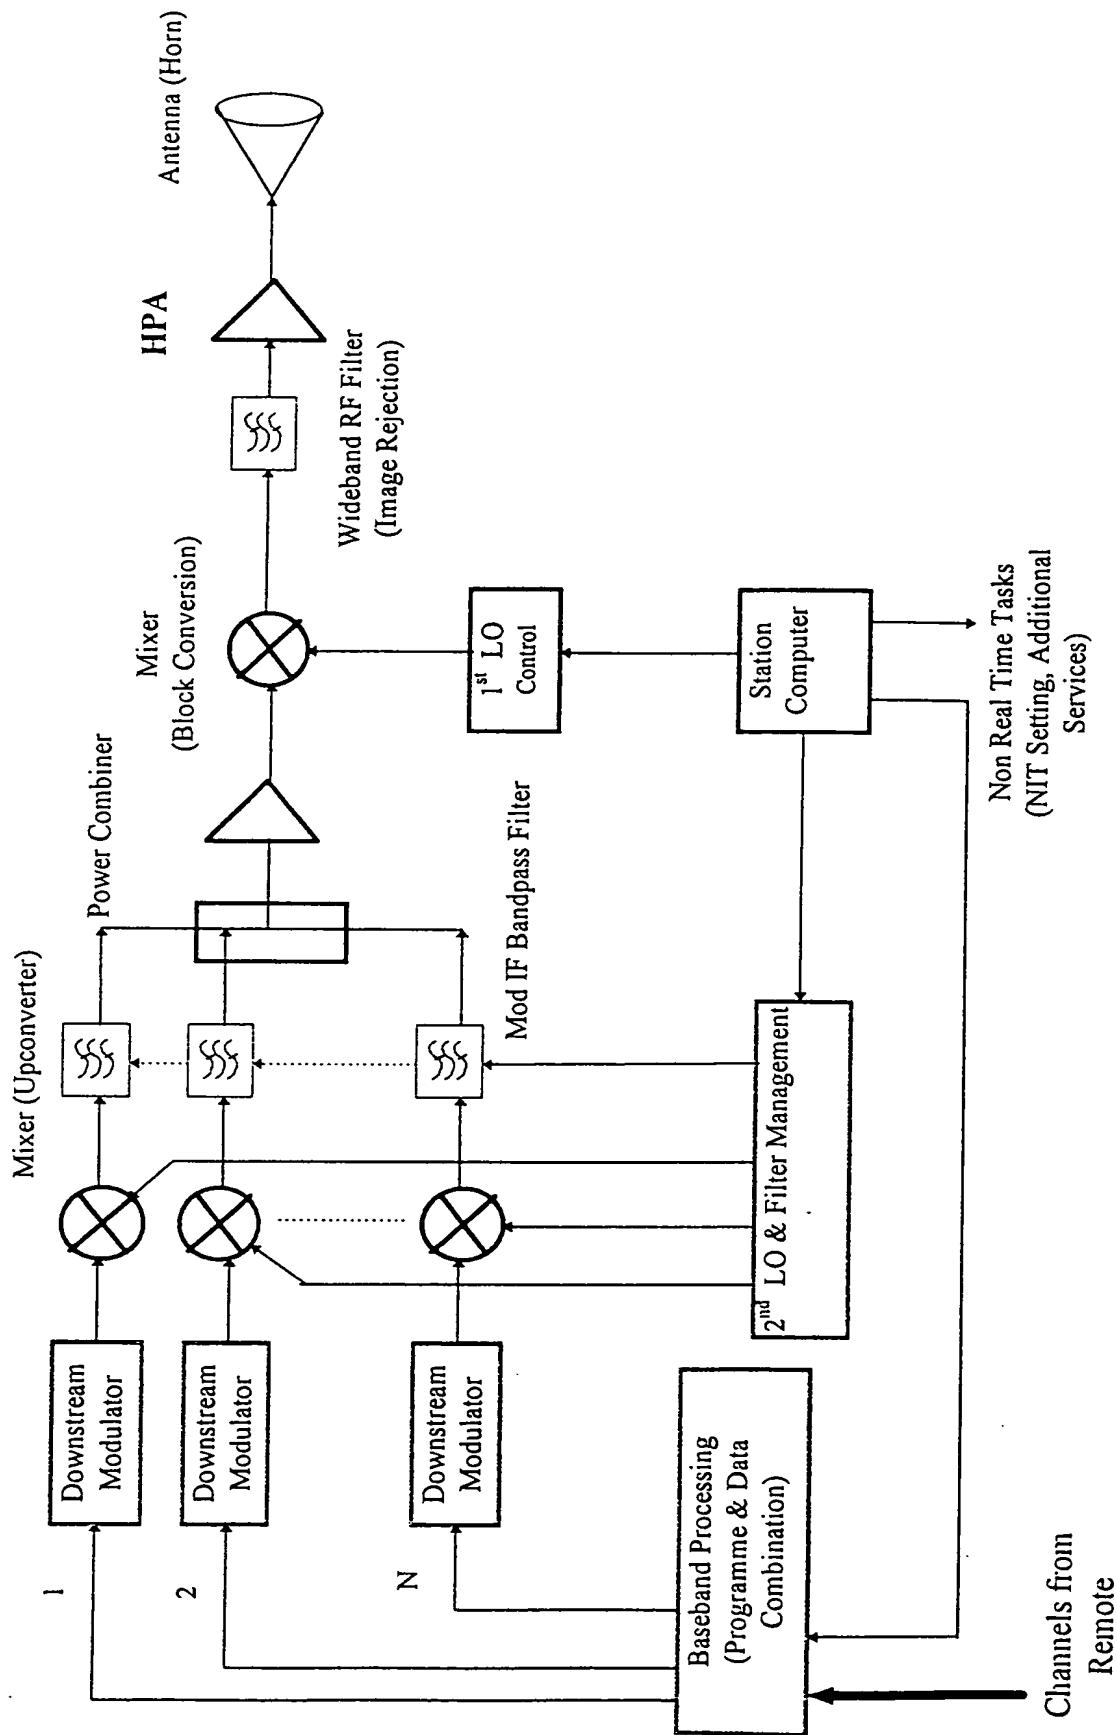 1
2
N
Downstream
Modulator
Downstream
Modulator
Downstream
Modulator
Mixer (Upconverter)
Mod IF Bandpass Filter
Power Combiner
Mixer
(Block Conversion)
Wideband RF Filter
(Image Rejection)
HPA
Antenna (Horn)
1st LO
Control
Station
Computer
2nd LO & Filter Management
Baseband Processing
(Programme & Data
Combination)
Channels from
Remote
Non Real Time Tasks
(NIT Setting, Additional
Services)